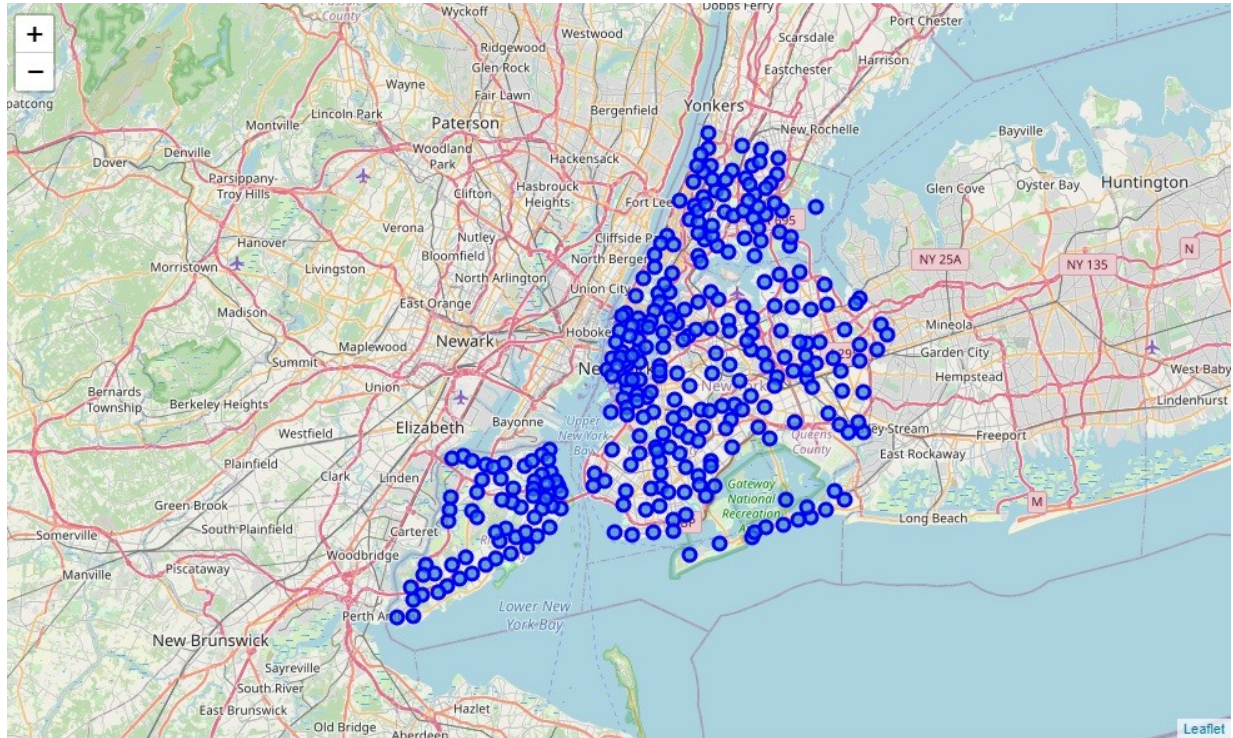 +
−
County
Wyckoff
Westwood
Dobbs Ferry
Port Chester
Scarsdale
Ridgewood
Glen Rock
Eastchester
Harrison
patcong
Wayne
Fair Lawn
Bergenfield
Yonkers
Lincoln Park
Paterson
New Rochelle
Bayville
Montville
Woodland
Park
Hackensack
Dover
Denville
Parsippany-
Troy Hills
Clifton
Hasbrouck
Heights
Fort Lee
Glen Cove
Oyster Bay
Huntington
Verona
Nutley
Cliffside
695
Hanover
Bloomfield
North Bergen
NY 25A
NY 135
N
Morristown
Livingston
North Arlington
Union City
Madison
East Orange
Hoboken
Mineola
Maplewood
Newark
Garden City
Summit
Hempstead
West Baby
Bernards
Township
Union
Berkeley Heights
Lindenhurst
Elizabeth
Bayonne
Upper
New York
Bay
Queens
County
Freeport
Westfield
East Rockaway
Plainfield
Clark
Linden
Gateway
National
Recreation
Green Brook
M
South Plainfield
Long Beach
Somerville
Carteret
Woodbridge
Manville
Piscataway
Lower New
York Bay
Perth
New Brunswick
Sayreville
South River
East Brunswick
Hazlet
Old Bridge
Aberdeen
Leaflet